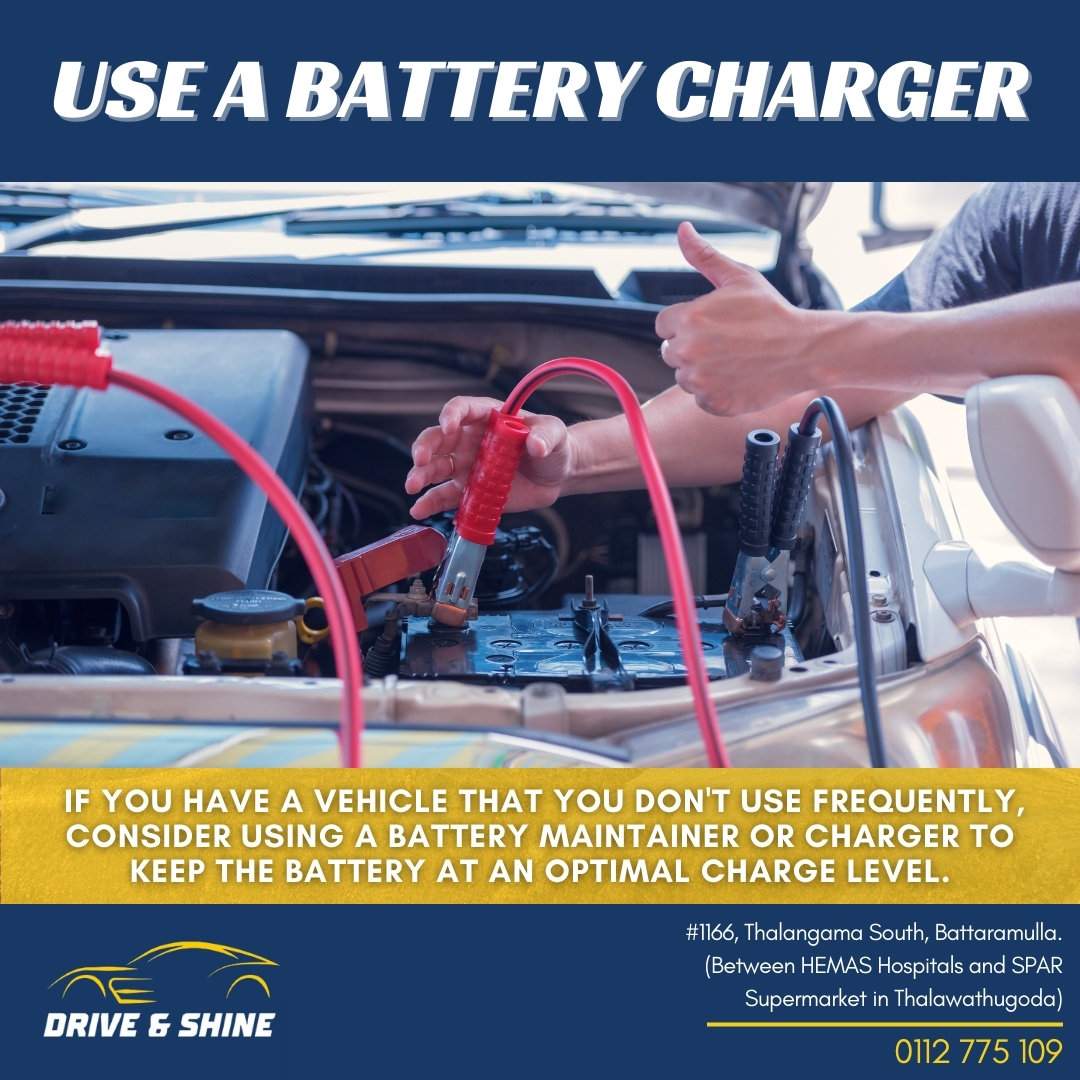 USE A BATTERY CHARGER
IF YOU HAVE A VEHICLE THAT YOU DON'T USE FREQUENTLY,
CONSIDER USING A BATTERY MAINTAINER OR CHARGER TO
KEEP THE BATTERY AT AN OPTIMAL CHARGE LEVEL.
DRIVE & SHINE
#1166, Thalangama South, Battaramulla.
(Between HEMAS Hospitals and SPAR
Supermarket in Thalawathugoda)
0112 775 109